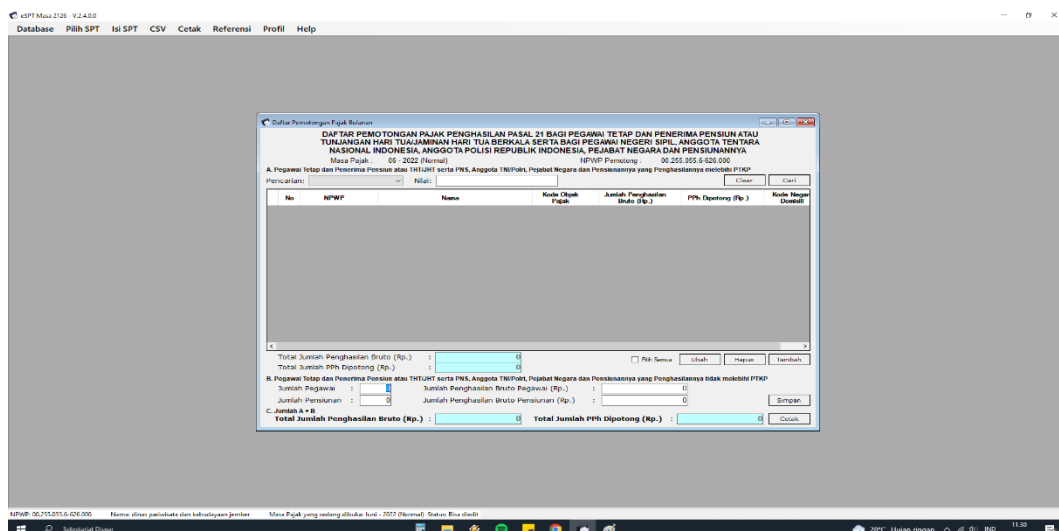 eSPT Masa 2126 - V.2.4.0.0
Database Pilih SPT Isi SPT CSV Cetak Referensi Profil Help
Daftar Pemotongan Pajak Bulanan
DAFTAR PEMOTONGAN PAJAK PENGHASILAN PASAL 21 BAGI PEGAWAI TETAP DAN PENERIMA PENSIUN ATAU
TUNJANGAN HARI TUA/JAMINAN HARI TUA BERKALA SERTA BAGI PEGAWAI NEGERI SIPIL, ANGGOTA TENTARA
NASIONAL INDONESIA, ANGGOTA POLISI REPUBLIK INDONESIA, PEJABAT NEGARA DAN PENSIUNANNYA
Masa Pajak : 06 - 2022 (Normal) NPWP Pemotong : 00.255.055.6-626.000
A. Pegawai Tetap dan Penerima Pensiun atau THT/JHT serta PNS, Anggota TNI/Polri, Pejabat Negara dan Pensiunannya yang Penghasilannya melebihi PTKP
Pencarian: Nilai: Clear Cari
No NPWP Nama Kode Objek Pajak Jumlah Penghasilan Bruto (Rp.) PPh Dipotong (Rp.) Kode Negar Domisili
Total Jumlah Penghasilan Bruto (Rp.) : 0 Pilih Semua Ubah Hapus Tambah
Total Jumlah PPh Dipotong (Rp.) : 0
B. Pegawai Tetap dan Penerima Pensiun atau THT/JHT serta PNS, Anggota TNI/Polri, Pejabat Negara dan Pensiunannya yang Penghasilannya tidak melebihi PTKP
Jumlah Pegawai : 0 Jumlah Penghasilan Bruto Pegawai (Rp.) : 0
Jumlah Pensiunan : 0 Jumlah Penghasilan Bruto Pensiunan (Rp.) : 0 Simpan
C. Jumlah A + B
Total Jumlah Penghasilan Bruto (Rp.) : 0 Total Jumlah PPh Dipotong (Rp.) : 0 Cetak
NPWP: 00.255.055.6-626.000 Nama: dinas pariwisata dan kebudayaan jember Masa Pajak yang sedang dibuka: Juni - 2022 (Normal) Status: Bisa diedit
28°C Hujan ringan IND 11.30